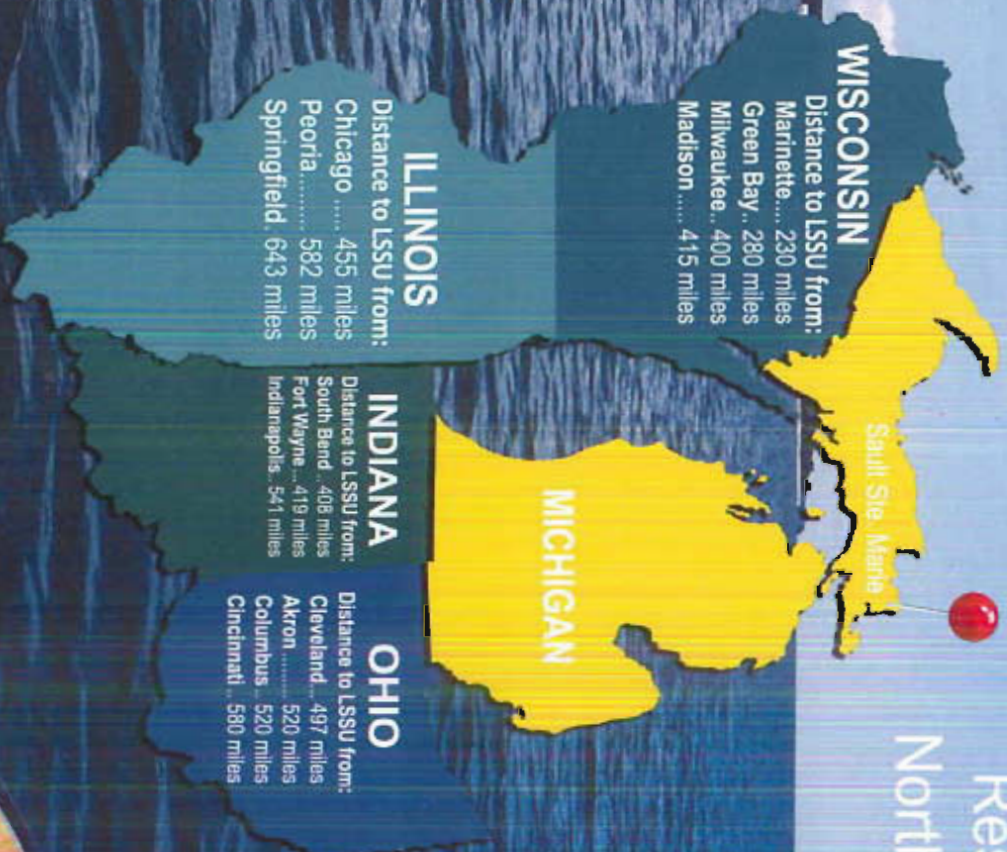 WISCONSIN
Distance to LSSU from:
Marinette.... 230 miles
Green Bay.. 280 miles
Milwaukee.. 400 miles
Madison..... 415 miles
Sault Ste. Marie
MICHIGAN
ILLINOIS
Distance to LSSU from:
Chicago ..... 455 miles
Peoria.......... 582 miles
Springfield. 643 miles
INDIANA
Distance to LSSU from:
South Bend .. 408 miles
Fort Wayne ... 419 miles
Indianapolis.. 541 miles
OHIO
Distance to LSSU from:
Cleveland... 497 miles
Akron .......... 520 miles
Columbus .. 520 miles
Cincinnati .. 580 miles